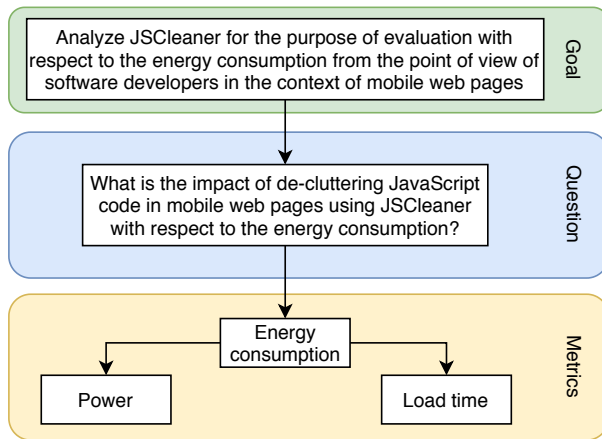 Analyze JSCleaner for the purpose of evaluation with
respect to the energy consumption from the point of view of
software developers in the context of mobile web pages
Goal
What is the impact of de-cluttering JavaScript
code in mobile web pages using JSCleaner
with respect to the energy consumption?
Question
Energy
consumption
Power
Load time
Metrics